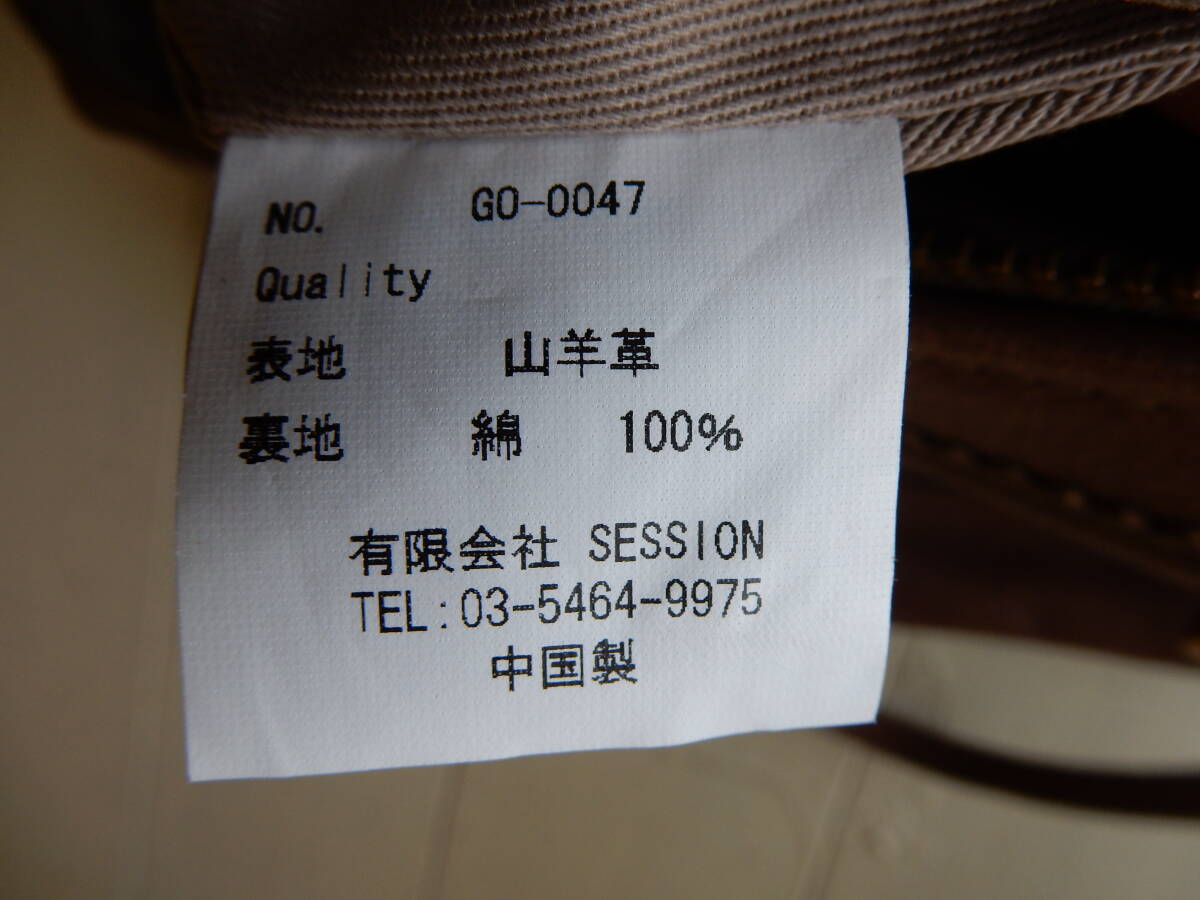 NO. GO-0047
Quality
表地 山羊革
裏地 綿 100%
有限会社 SESSION
TEL:03-5464-9975
中国製